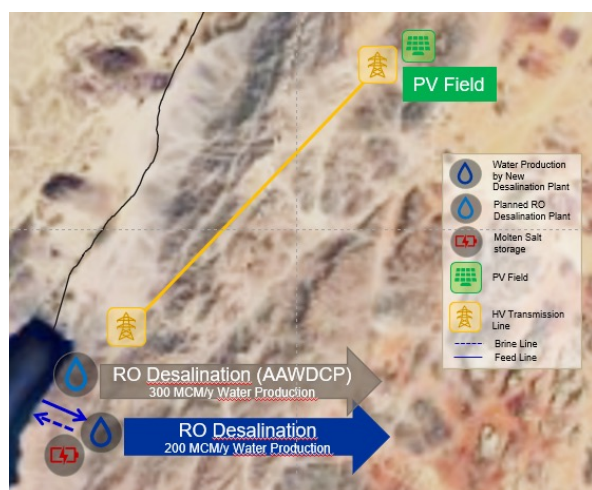 PV Field
Water Production
by New
Desalination Plant
Planned RO
Desalination Plant
Molten Salt
storage
PV Field
HV Transmission
Line
Brine Line
Feed Line
RO Desalination (AAWDCP)
300 MCM/y Water Production
RO Desalination
200 MCM/y Water Production